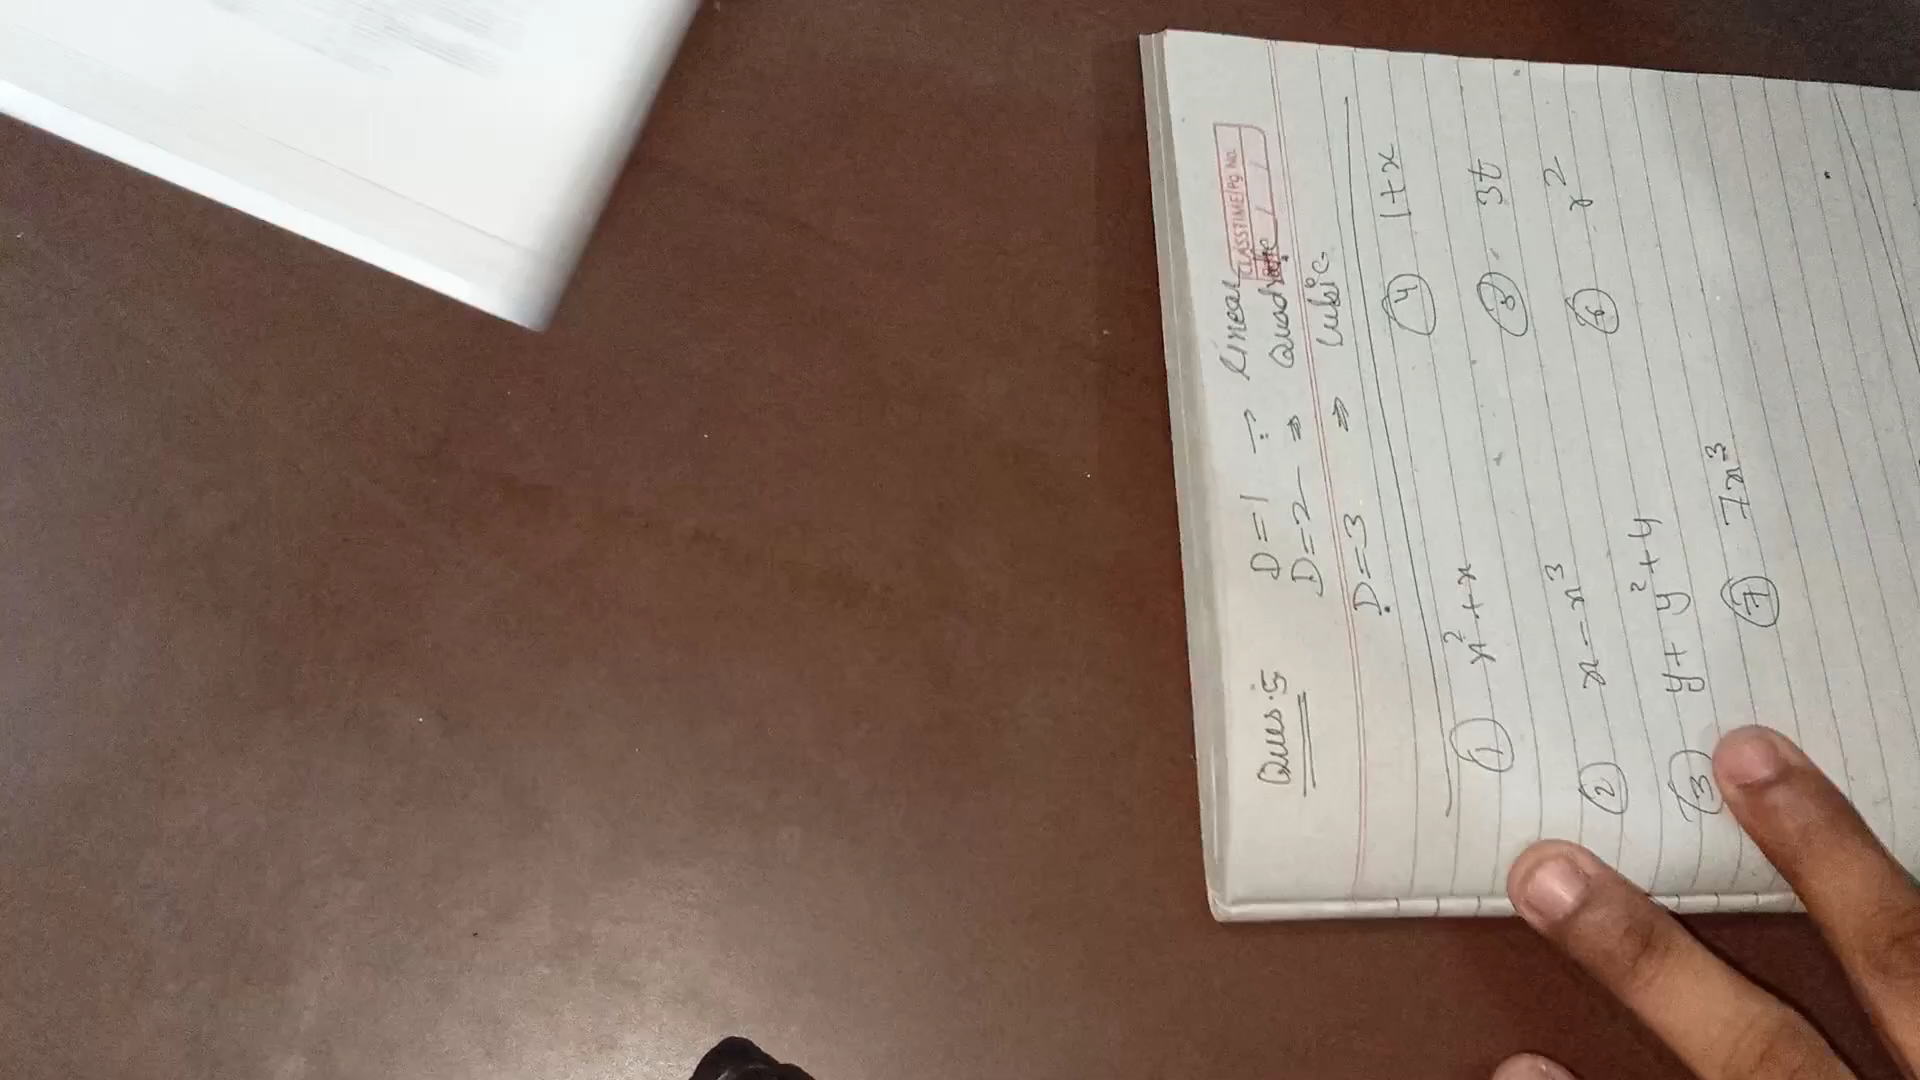 CLASSTIME Pg. No.
Ques.5 D=1 ÷ linear
D=2 ⇒ Quadratic
D=3 ⇒ Cubic
① x²+x ④ 1+x
② x-x³ ⑤ 3t
③ y+y²+4 ⑥ r²
⑦ 7x³